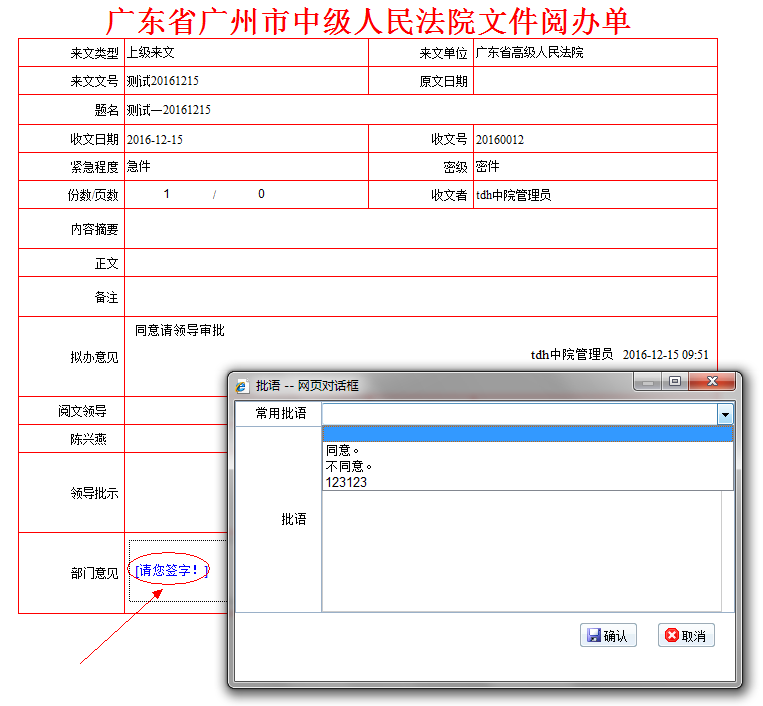 广东省广州市中级人民法院文件阅办单
来文类型 上级来文 来文单位 广东省高级人民法院
来文文号 测试20161215 原文日期
题名 测试一20161215
收文日期 2016-12-15 收文号 20160012
紧急程度 急件 密级 密件
份数/页数 1 / 0 收文者 tdh中院管理员
内容摘要
正文
备注
拟办意见 同意请领导审批
tdh中院管理员 2016-12-15 09:51
阅文领导
陈兴燕
领导批示
部门意见 [请您签字！]
批语 -- 网页对话框
常用批语
同意。
不同意。
123123
批语
确认 取消